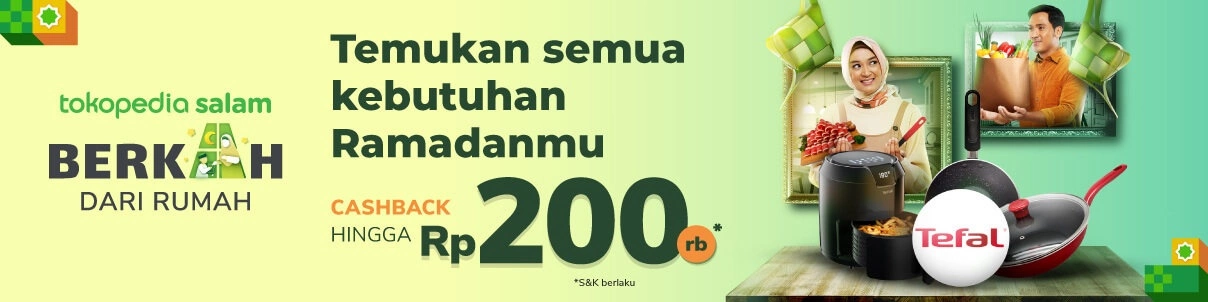 tokopedia salam
BERKAH
DARI RUMAH
Temukan semua
kebutuhan
Ramadanmu
CASHBACK
HINGGA Rp200rb*
*S&K berlaku
Tefal